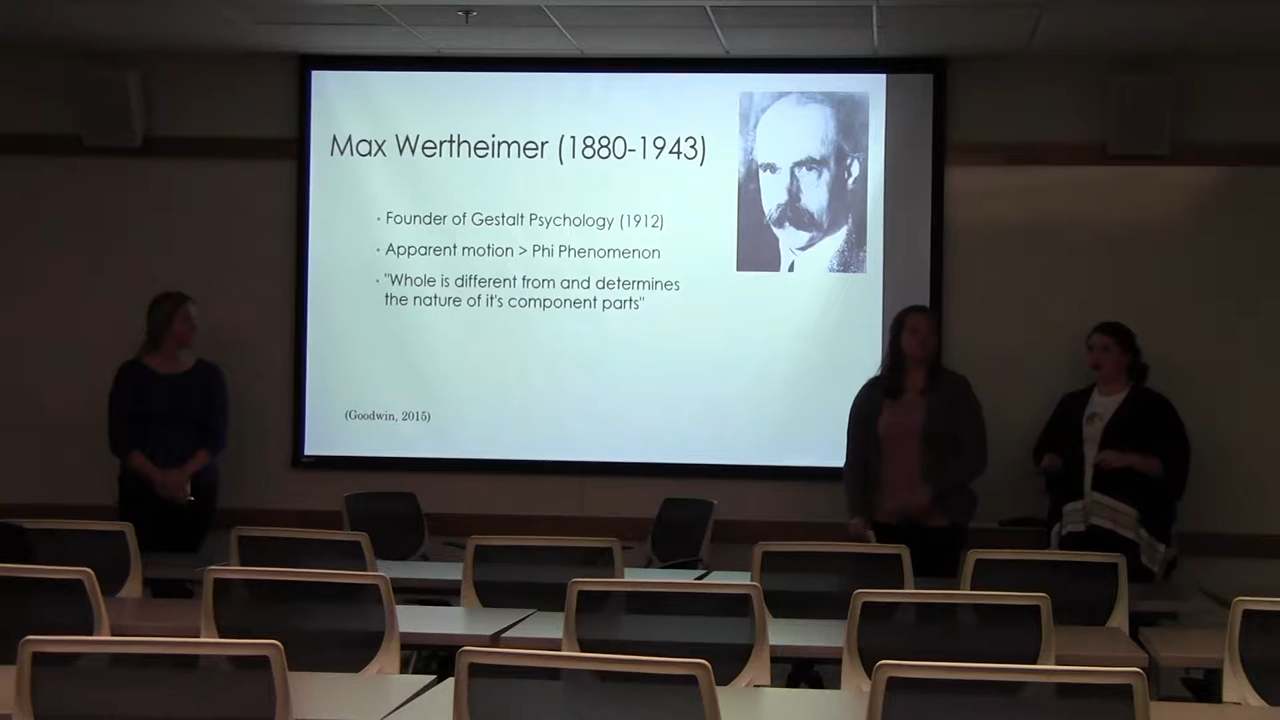 Max Wertheimer (1880-1943)
· Founder of Gestalt Psychology (1912)
· Apparent motion > Phi Phenomenon
· "Whole is different from and determines
the nature of it's component parts"
(Goodwin, 2015)